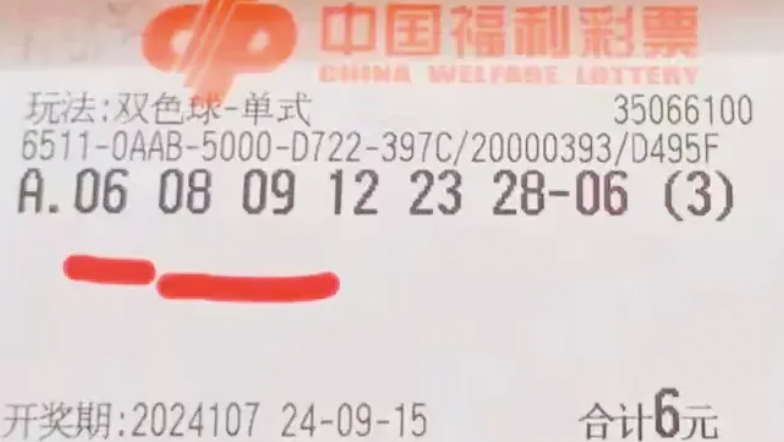 中国福利彩票
CHINA WELFARE LOTTERY
玩法:双色球-单式 35066100
6511-0AAB-5000-D722-397C/20000393/D495F
A.06 08 09 12 23 28-06 (3)
开奖期:2024107 24-09-15 合计6元